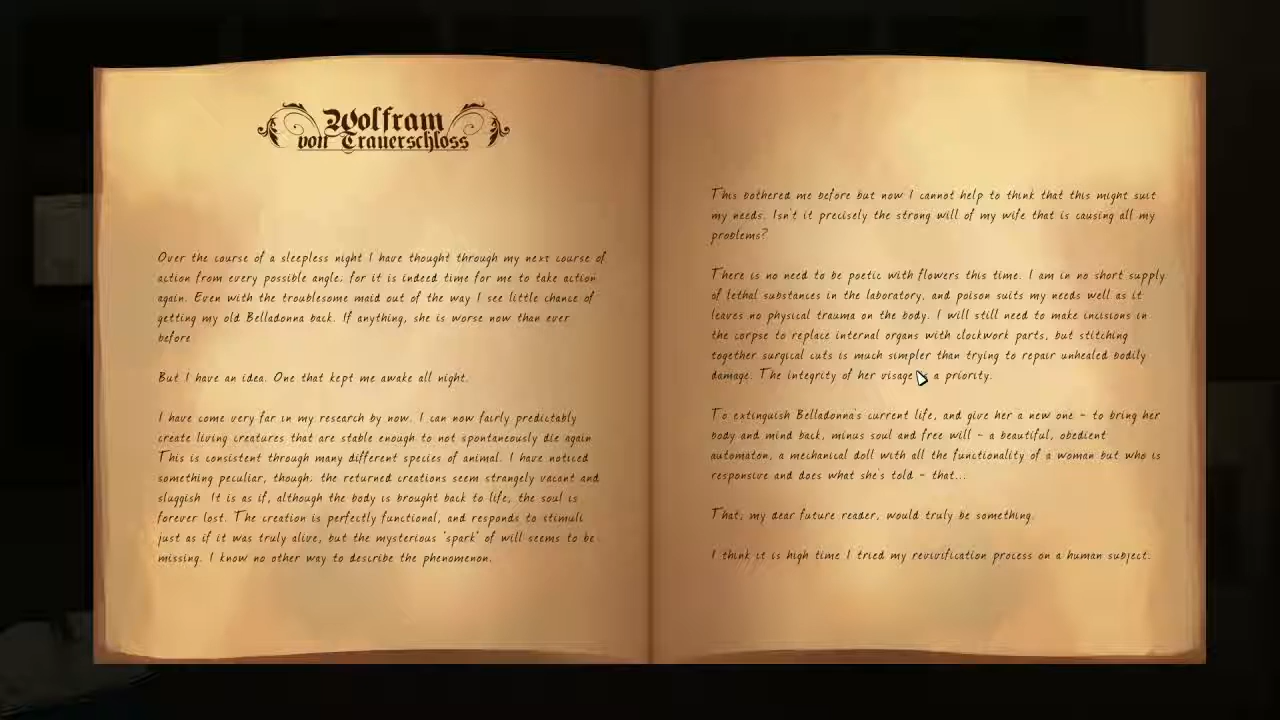 Wolfram
von Trauerschloss
Over the course of a sleepless night I have thought through my next course of
action from every possible angle, for it is indeed time for me to take action
again. Even with the troublesome maid out of the way I see little chance of
getting my old Belladonna back. If anything, she is worse now than ever
before
But I have an idea. One that kept me awake all night.
I have come very far in my research by now. I can now fairly predictably
create living creatures that are stable enough to not spontaneously die again
This is consistent through many different species of animal. I have noticed
something peculiar, though: the returned creations seem strangely vacant and
sluggish. It is as if, although the body is brought back to life, the soul is
forever lost. The creation is perfectly functional, and responds to stimuli
just as if it was truly alive, but the mysterious 'spark' of will seems to be
missing. I know no other way to describe the phenomenon.
This bothered me before but now I cannot help to think that this might suit
my needs. Isn't it precisely the strong will of my wife that is causing all my
problems?
There is no need to be poetic with flowers this time. I am in no short supply
of lethal substances in the laboratory, and poison suits my needs well as it
leaves no physical trauma on the body. I will still need to make incisions in
the corpse to replace internal organs with clockwork parts, but stitching
together surgical cuts is much simpler than trying to repair unhealed bodily
damage. The integrity of her visage is a priority.
To extinguish Belladonna's current life, and give her a new one - to bring her
body and mind back, minus soul and free will - a beautiful, obedient
automaton, a mechanical doll with all the functionality of a woman but who is
responsive and does what she's told - that...
That, my dear future reader, would truly be something.
I think it is high time I tried my revivification process on a human subject.